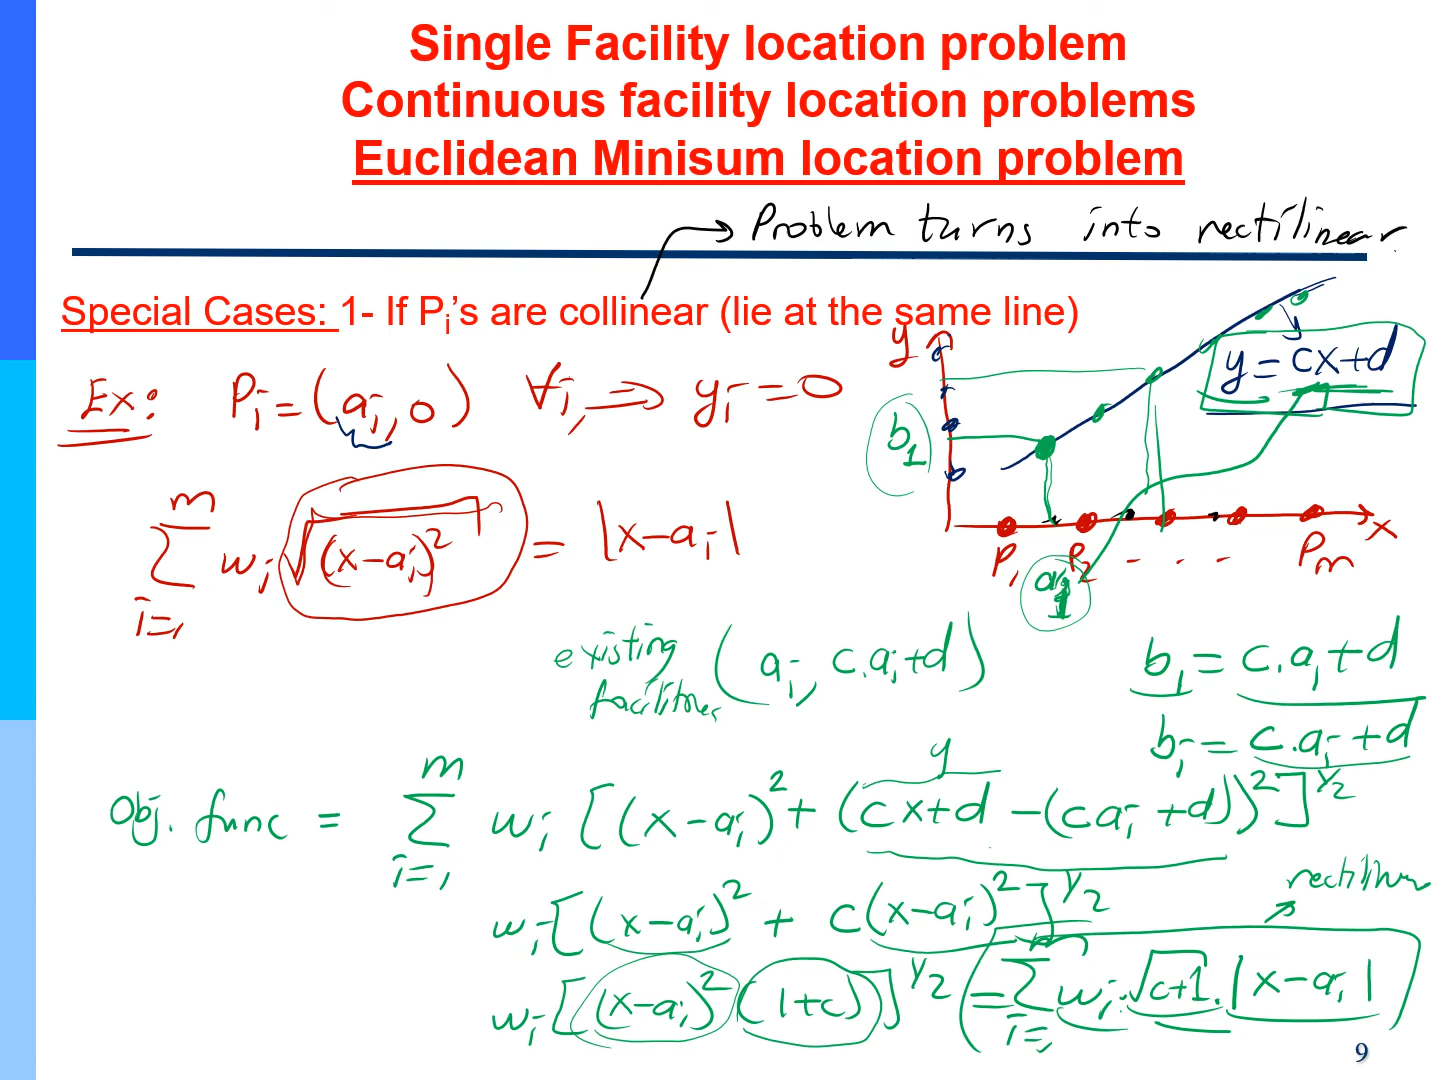 Single Facility location problem
Continuous facility location problems
Euclidean Minisum location problem
Problem turns into rectilinear.
Special Cases: 1- If Pi's are collinear (lie at the same line)
Ex: Pi = (ai, 0) ∀i, ⟹ yi = 0
y
y = cx+d
b1
x
P1 P2 . . . Pm
a1
m
∑ wi √(x-ai)² = |x-ai|
i=1
existing facilities (ai, c.ai+d)
b1 = c.a1+d
bi = c.ai+d
y
Obj. func = ∑ wi [(x-ai)² + (cx+d - (cai+d))²]^1/2
m
i=1
wi [(x-ai)² + c(x-ai)²]^1/2
rectilinear
wi [(x-ai)² (1+c)]^1/2 = ∑ wi . √c+1 . |x-ai|
m
i=1
9